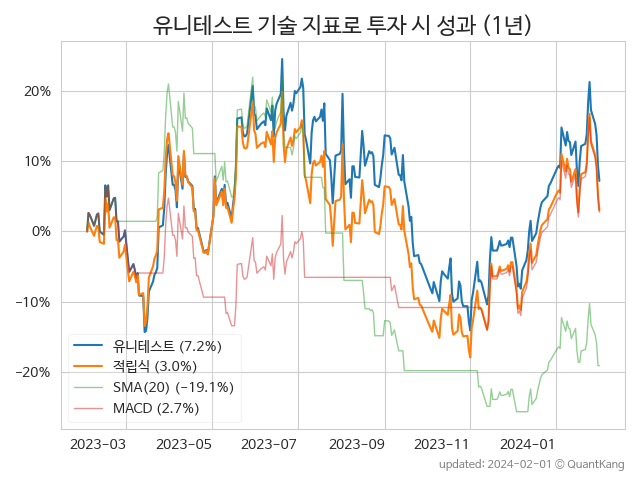 유니테스트 기술 지표로 투자 시 성과 (1년)
20%
10%
0%
−10%
−20%
유니테스트 (7.2%)
적립식 (3.0%)
SMA(20) (−19.1%)
MACD (2.7%)
2023-03 2023-05 2023-07 2023-09 2023-11 2024-01
updated: 2024-02-01 © QuantKang